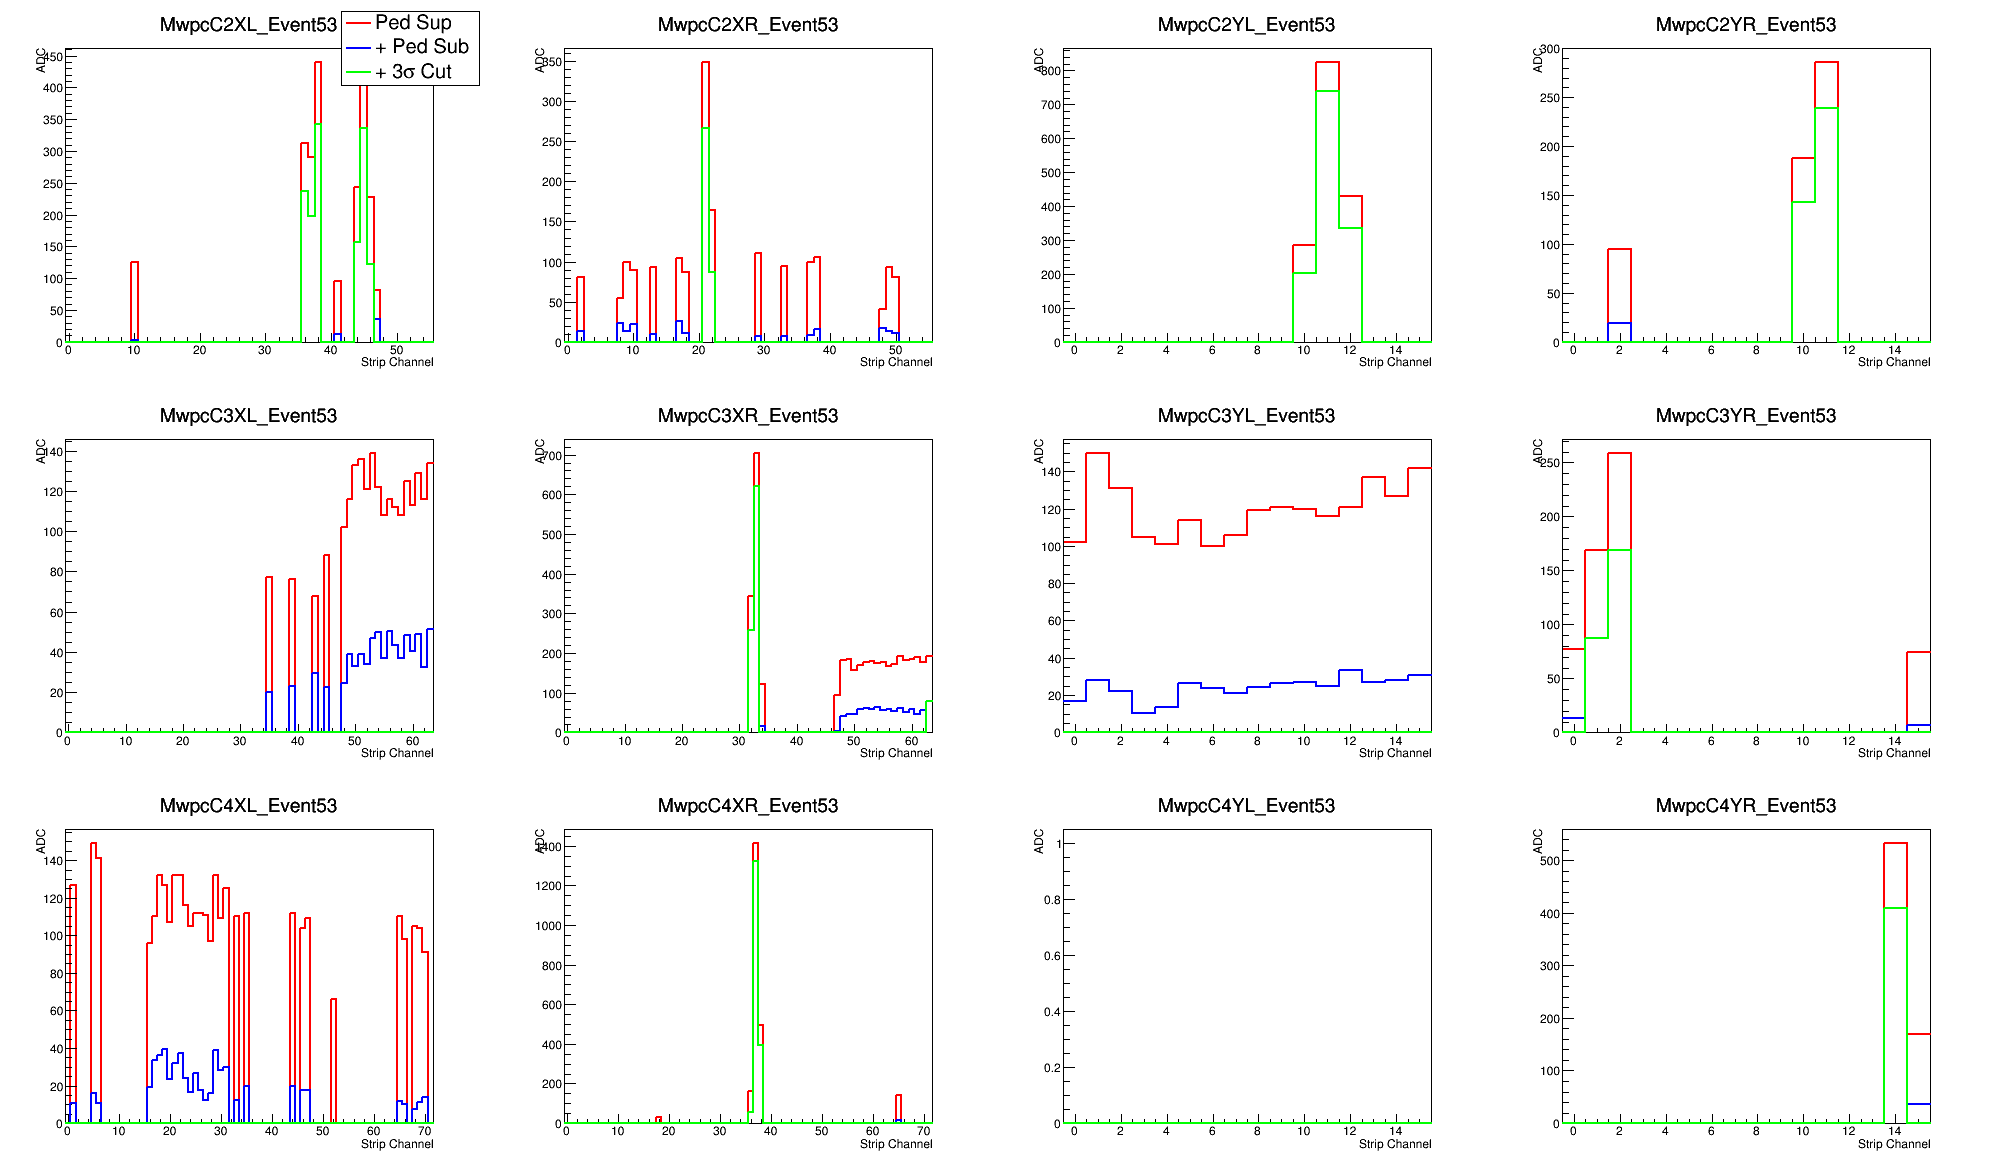 MwpcC2XL_Event53
Ped Sup
+ Ped Sub
+ 3σ Cut
ADC
450
400
350
300
250
200
150
100
50
0
0 10 20 30 40 50
Strip Channel
MwpcC2XR_Event53
ADC
350
300
250
200
150
100
50
0
0 10 20 30 40 50
Strip Channel
MwpcC2YL_Event53
ADC
800
700
600
500
400
300
200
100
0
0 2 4 6 8 10 12 14
Strip Channel
MwpcC2YR_Event53
ADC
300
250
200
150
100
50
0
0 2 4 6 8 10 12 14
Strip Channel
MwpcC3XL_Event53
ADC
140
120
100
80
60
40
20
0
0 10 20 30 40 50 60
Strip Channel
MwpcC3XR_Event53
ADC
700
600
500
400
300
200
100
0
0 10 20 30 40 50 60
Strip Channel
MwpcC3YL_Event53
ADC
140
120
100
80
60
40
20
0
0 2 4 6 8 10 12 14
Strip Channel
MwpcC3YR_Event53
ADC
250
200
150
100
50
0
0 2 4 6 8 10 12 14
Strip Channel
MwpcC4XL_Event53
ADC
140
120
100
80
60
40
20
0
0 10 20 30 40 50 60 70
Strip Channel
MwpcC4XR_Event53
ADC
1400
1200
1000
800
600
400
200
0
0 10 20 30 40 50 60 70
Strip Channel
MwpcC4YL_Event53
ADC
1
0.8
0.6
0.4
0.2
0
0 2 4 6 8 10 12 14
Strip Channel
MwpcC4YR_Event53
ADC
500
400
300
200
100
0
0 2 4 6 8 10 12 14
Strip Channel